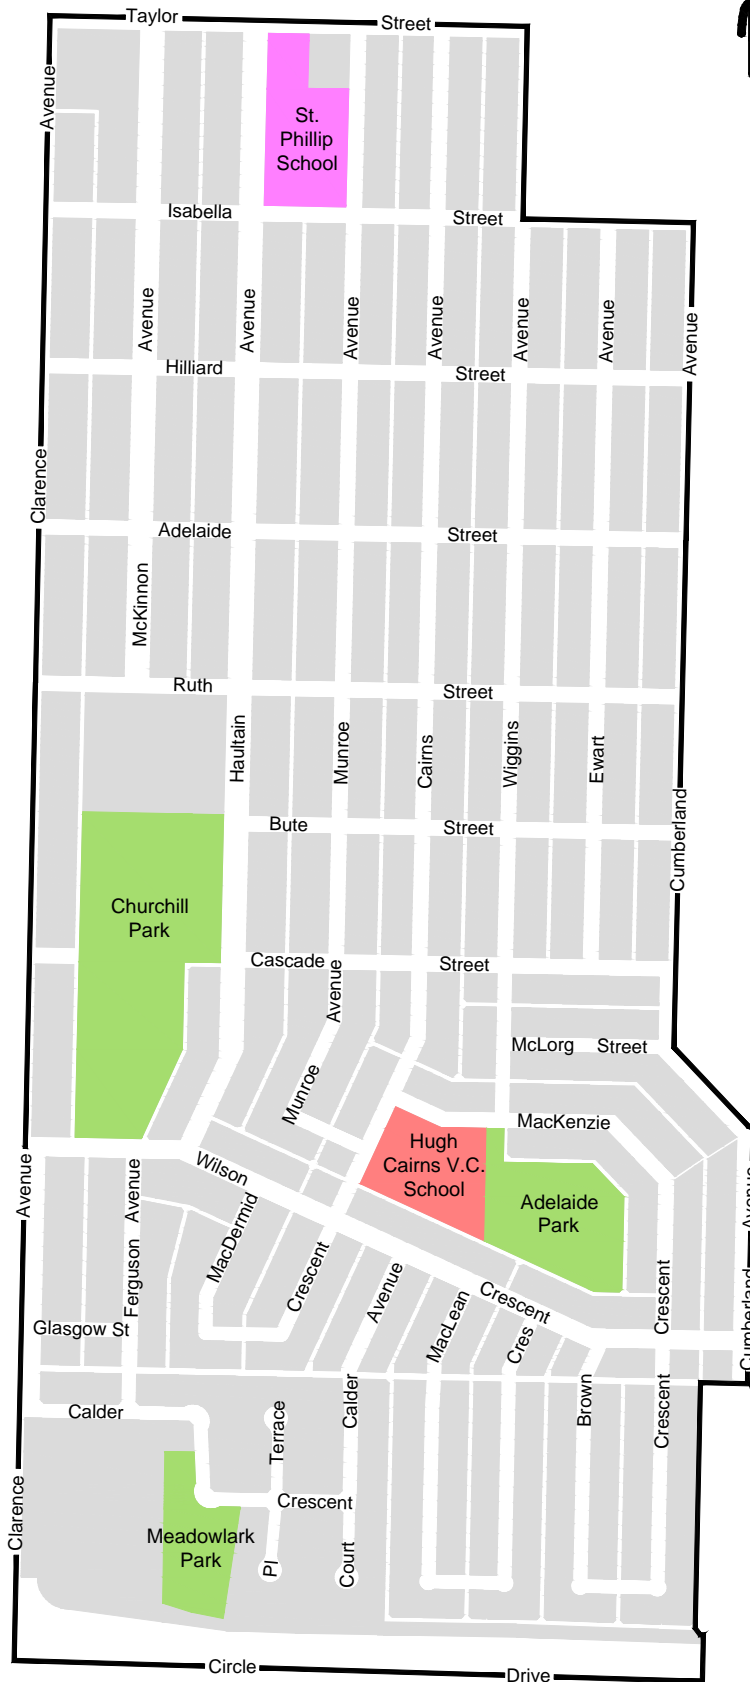 Taylor Street
Avenue
St.
Phillip
School
Isabella Street
Avenue Avenue Avenue Avenue Avenue Avenue Avenue
Hilliard Street
Clarence
Adelaide Street
McKinnon
Ruth Street
Haultain Munroe Cairns Wiggins Ewart
Cumberland
Bute Street
Churchill
Park
Cascade Street
Avenue
McLorg Street
Munroe
MacKenzie
Hugh
Cairns V.C.
School
Wilson
Avenue
Avenue
Avenue
Adelaide
Park
MacDermid
Ferguson
Crescent
Avenue
Crescent
Crescent
MacLean
Cres
Glasgow St
Cumberland
Calder
Calder
Brown
Crescent
Terrace
Crescent
Clarence
Meadowlark
Park
Pl
Court
Circle Drive